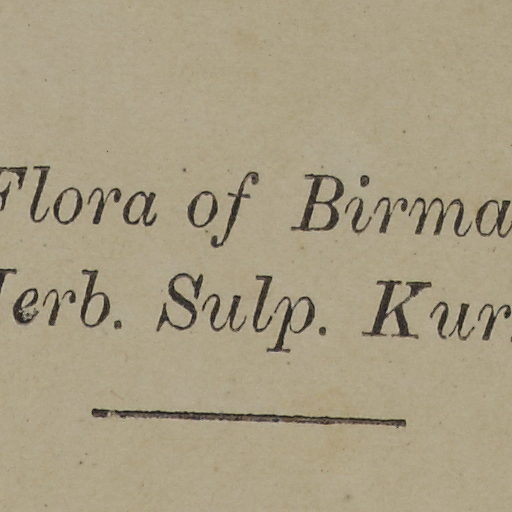 Flora of Birma
Herb. Sulp. Kur